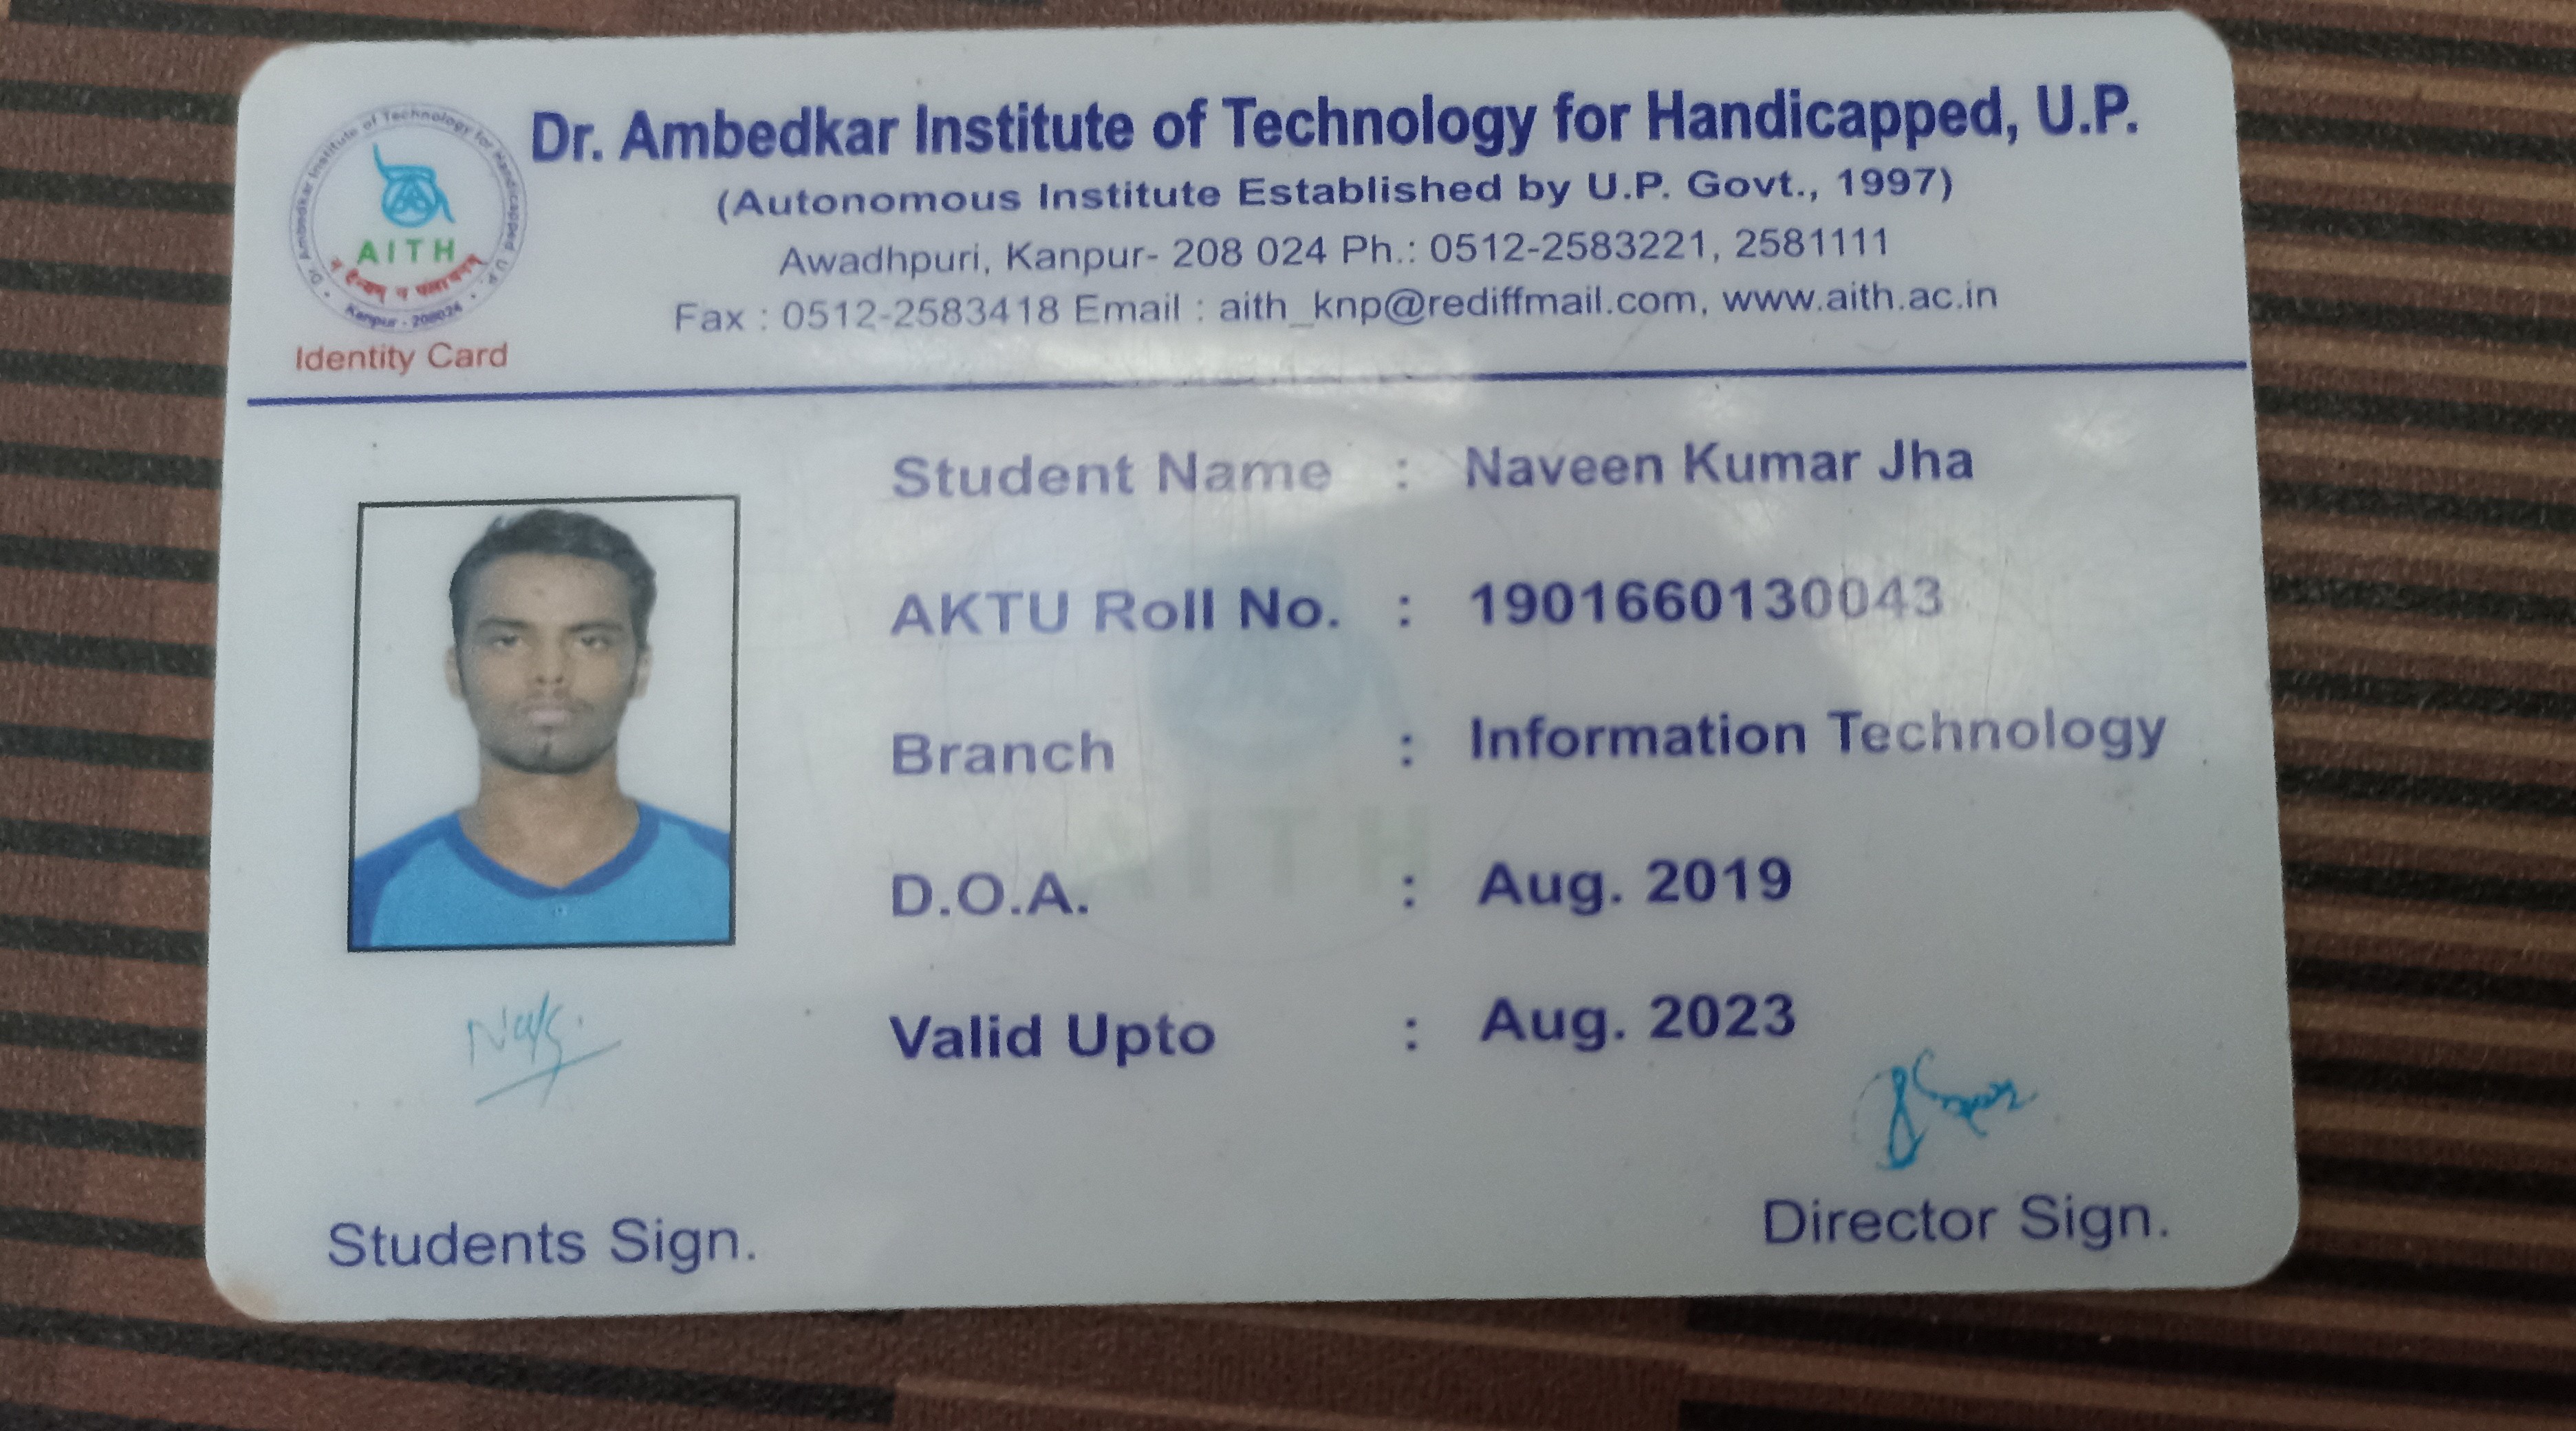 Dr. Ambedkar Institute of Technology for Handicapped, U.P.
(Autonomous Institute Established by U.P. Govt., 1997)
Awadhpuri, Kanpur- 208 024 Ph.: 0512-2583221, 2581111
Fax : 0512-2583418 Email : aith_knp@rediffmail.com, www.aith.ac.in
Dr. Ambedkar Institute of Technology for Handicapped U.P.
AITH
न दैन्यम् न पलायनम्
Kanpur - 208024
Identity Card
Student Name : Naveen Kumar Jha
AKTU Roll No. : 1901660130043
Branch : Information Technology
D.O.A. : Aug. 2019
Valid Upto : Aug. 2023
AITH
Students Sign.
Director Sign.